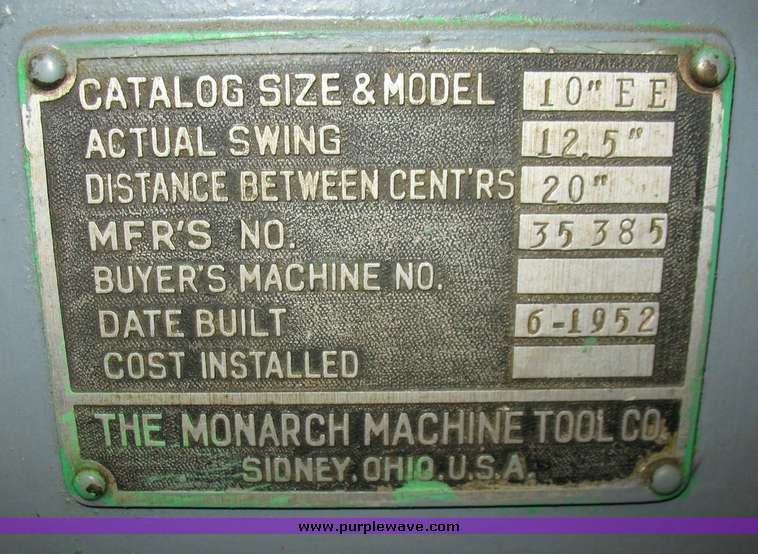 CATALOG SIZE & MODEL 10" EE
ACTUAL SWING 12.5"
DISTANCE BETWEEN CENT'RS 20"
MFR'S NO. 35385
BUYER'S MACHINE NO.
DATE BUILT 6-1952
COST INSTALLED
THE MONARCH MACHINE TOOL CO.
SIDNEY, OHIO, U.S.A.
www.purplewave.com